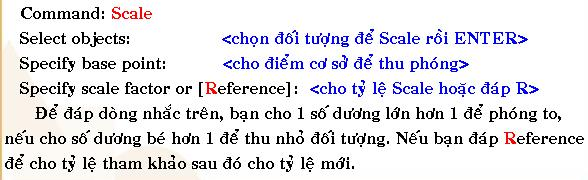 Command: Scale
Select objects: <chọn đối tượng để Scale rồi ENTER>
Specify base point: <cho điểm cơ sở để thu phóng>
Specify scale factor or [Reference]: <cho tỷ lệ Scale hoặc đáp R>
Để đáp dòng nhắc trên, bạn cho 1 số dương lớn hơn 1 để phóng to,
nếu cho số dương bé hơn 1 để thu nhỏ đối tượng. Nếu bạn đáp Reference
để cho tỷ lệ tham khảo sau đó cho tỷ lệ mới.